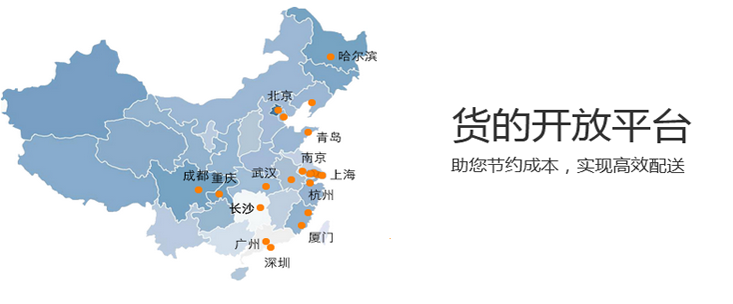 哈尔滨
北京
青岛
南京
成都
重庆
武汉
上海
杭州
长沙
厦门
广州
深圳
货的开放平台
助您节约成本，实现高效配送